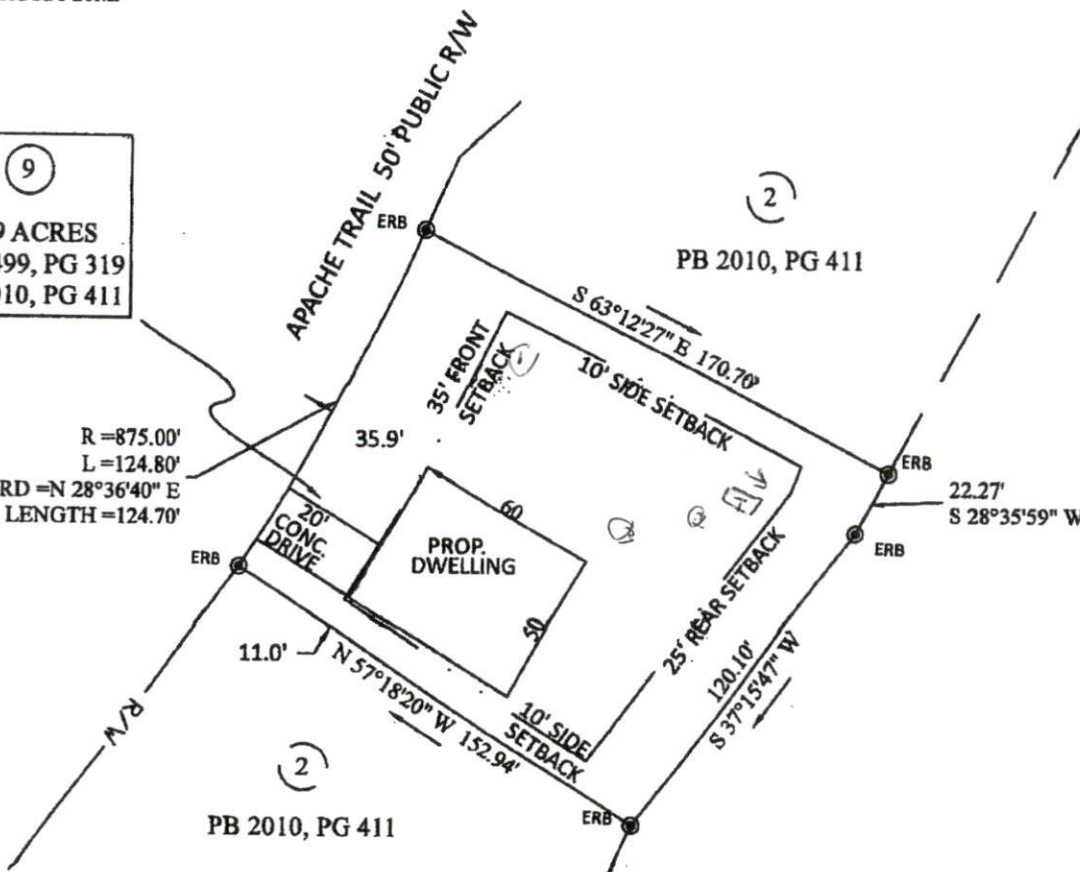 APACHE TRAIL 50' PUBLIC R/W
9
ACRES
499, PG 319
10, PG 411
ERB
2
PB 2010, PG 411
S 63°12'27" E 170.70'
35' FRONT
SETBACK
10' SIDE SETBACK
35.9'
R =875.00'
L =124.80'
RD =N 28°36'40" E
LENGTH =124.70'
ERB
22.27'
S 28°35'59" W
ERB
20'
CONC.
DRIVE
60
PROP.
DWELLING
50
ERB
25' REAR SETBACK
120.10'
S 37°15'47" W
11.0'
N 57°18'20" W 152.94'
10' SIDE
SETBACK
R/W
2
PB 2010, PG 411
ERB